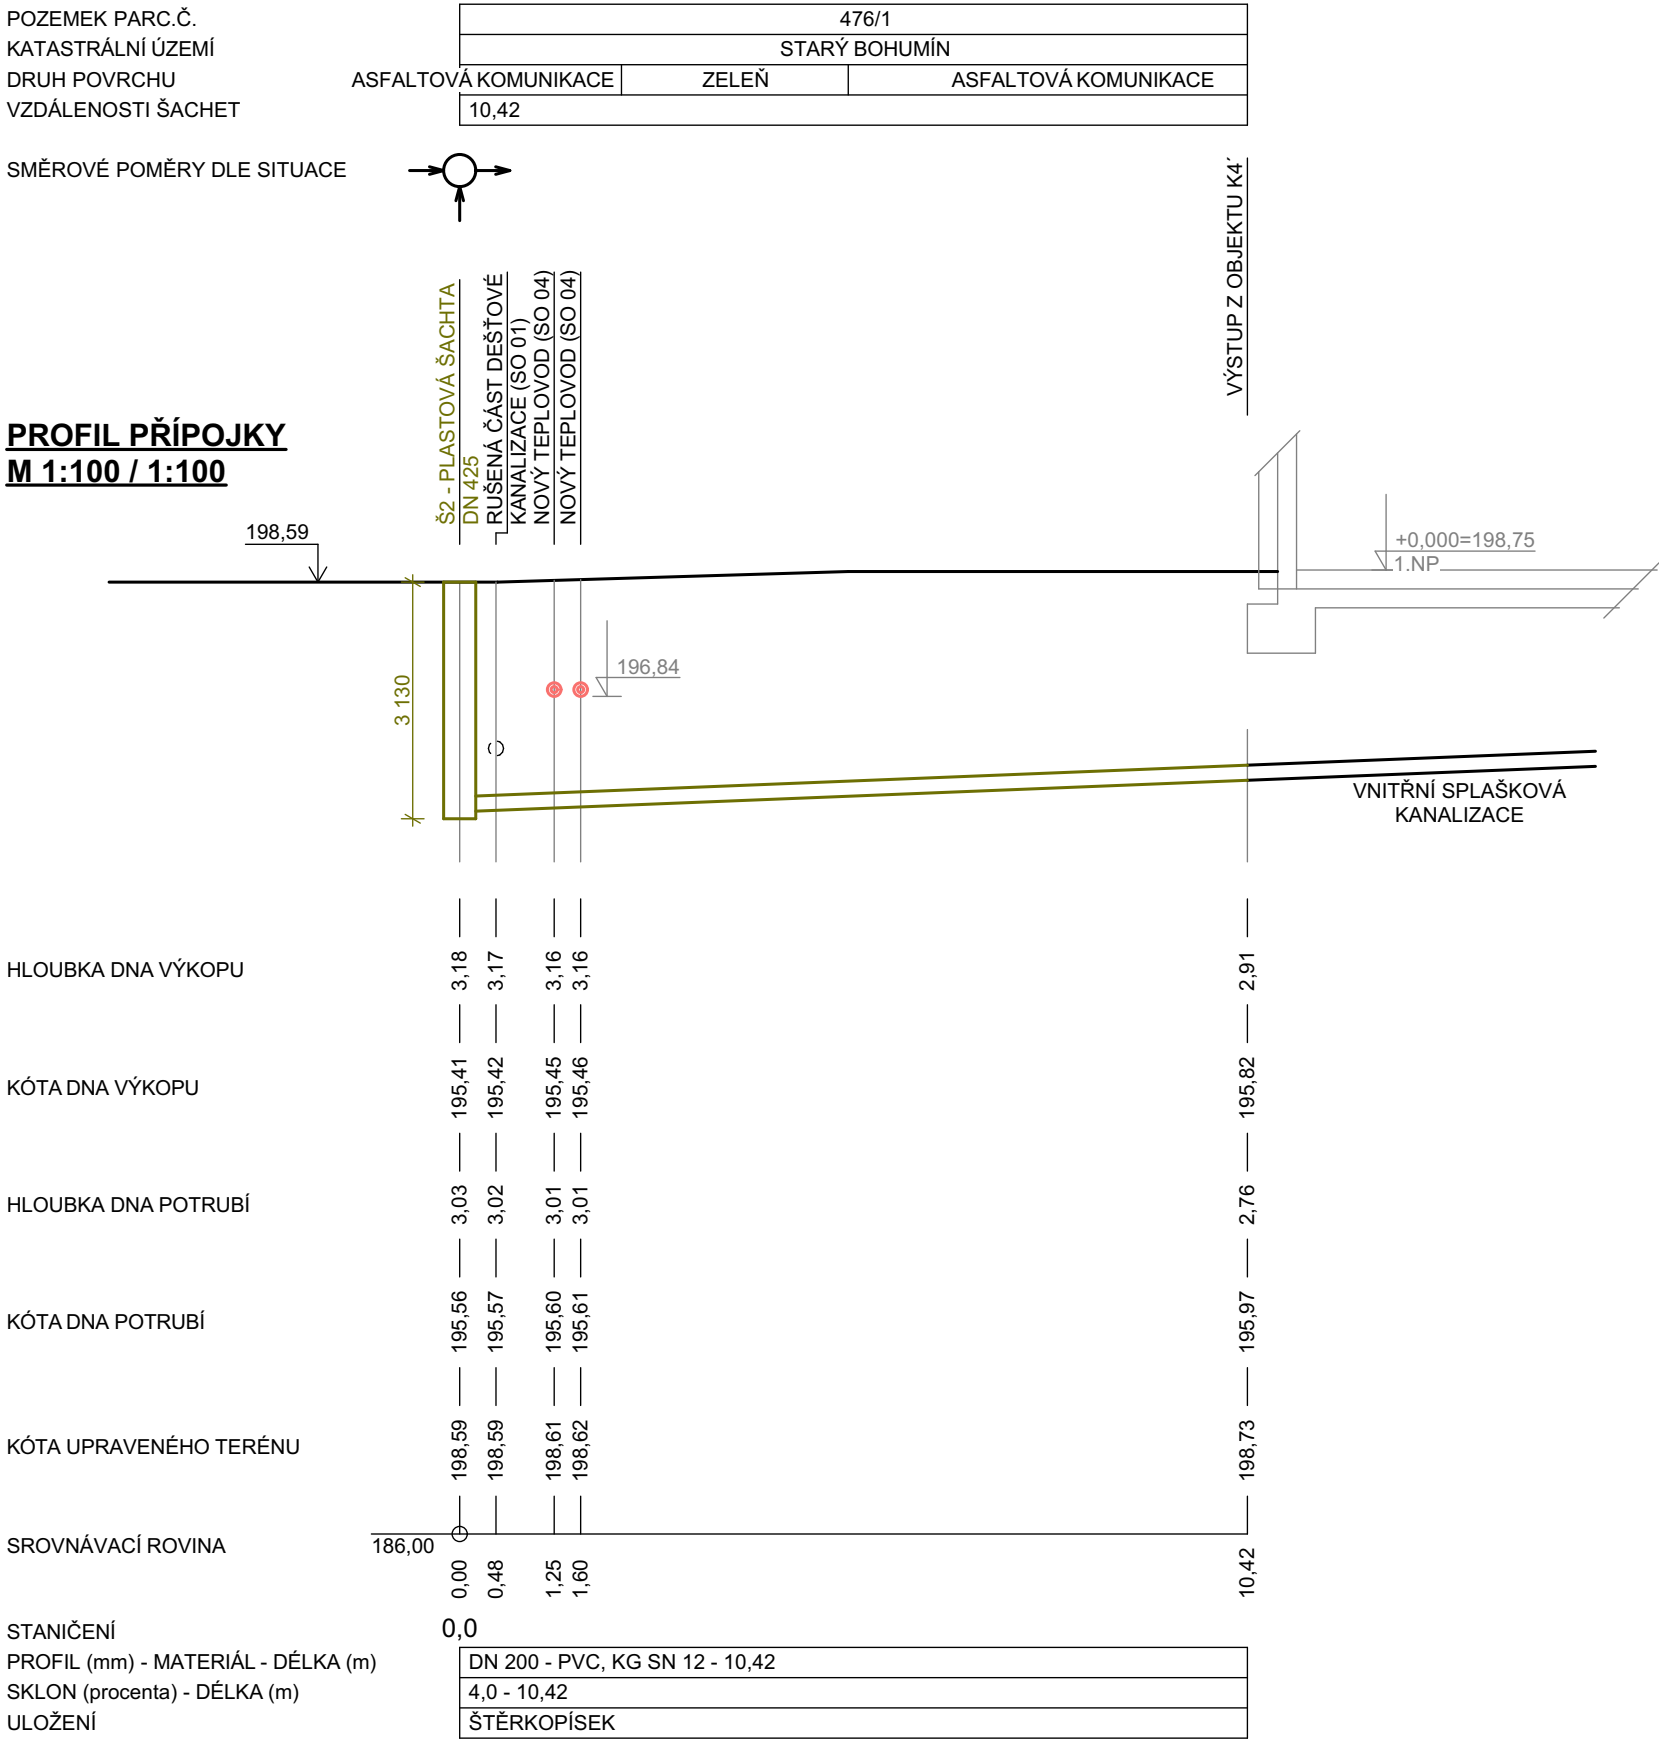 POZEMEK PARC.Č. 476/1
KATASTRÁLNÍ ÚZEMÍ STARÝ BOHUMÍN
DRUH POVRCHU ASFALTOVÁ KOMUNIKACE ZELEŇ ASFALTOVÁ KOMUNIKACE
VZDÁLENOSTI ŠACHET 10,42
SMĚROVÉ POMĚRY DLE SITUACE
Š2 - PLASTOVÁ ŠACHTA
DN 425
RUŠENÁ ČÁST DEŠŤOVÉ
KANALIZACE (SO 01)
NOVÝ TEPLOVOD (SO 04)
NOVÝ TEPLOVOD (SO 04)
VÝSTUP Z OBJEKTU K4´
PROFIL PŘÍPOJKY
M 1:100 / 1:100
198,59
+0,000=198,75
1.NP
196,84
3 130
VNITŘNÍ SPLAŠKOVÁ
KANALIZACE
HLOUBKA DNA VÝKOPU 3,18 3,17 3,16 3,16 2,91
KÓTA DNA VÝKOPU 195,41 195,42 195,45 195,46 195,82
HLOUBKA DNA POTRUBÍ 3,03 3,02 3,01 3,01 2,76
KÓTA DNA POTRUBÍ 195,56 195,57 195,60 195,61 195,97
KÓTA UPRAVENÉHO TERÉNU 198,59 198,59 198,61 198,62 198,73
SROVNÁVACÍ ROVINA 186,00
0,00 0,48 1,25 1,60 10,42
STANIČENÍ 0,0
PROFIL (mm) - MATERIÁL - DÉLKA (m) DN 200 - PVC, KG SN 12 - 10,42
SKLON (procenta) - DÉLKA (m) 4,0 - 10,42
ULOŽENÍ ŠTĚRKOPÍSEK